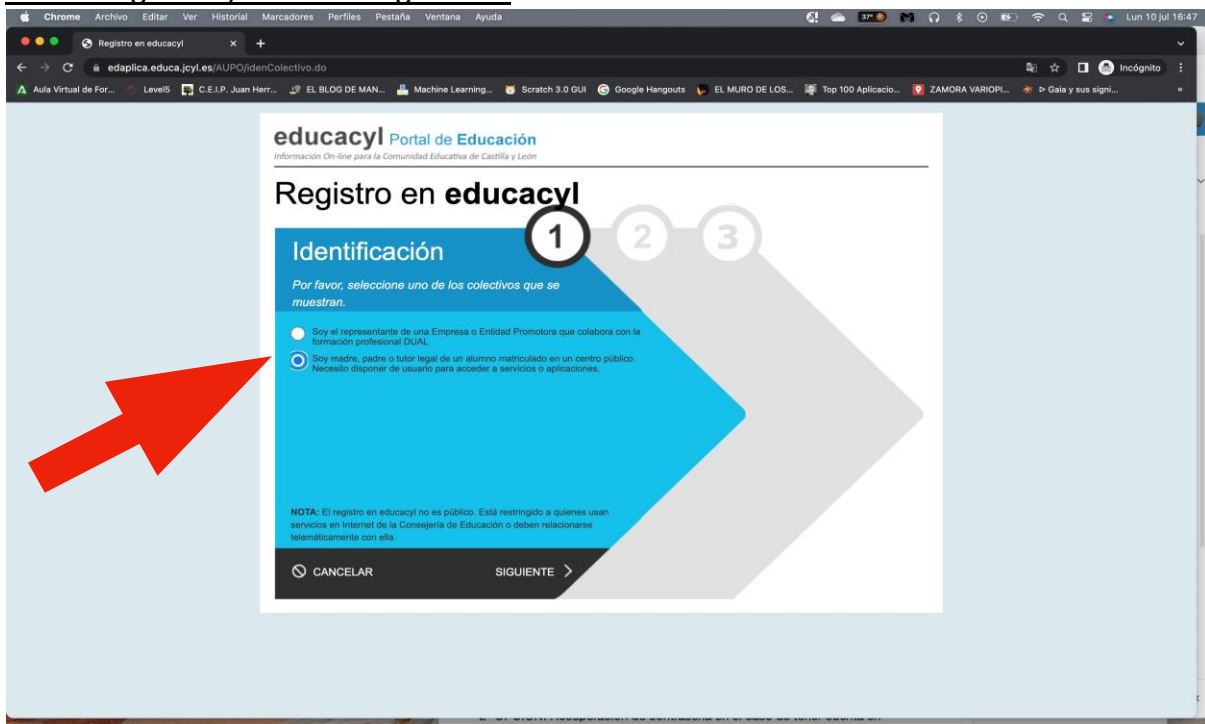 Chrome Archivo Editar Ver Historial Marcadores Perfiles Pestaña Ventana Ayuda 37° Lun 10 jul 16:47
Registro en educacyl
edaplica.educa.jcyl.es/AUPO/idenColectivo.do Incógnito
Aula Virtual de For... Level5 C.E.I.P. Juan Herr... EL BLOG DE MAN... Machine Learning... Scratch 3.0 GUI Google Hangouts EL MURO DE LOS... Top 100 Aplicacio... ZAMORA VARIOPI... ⊳ Gaia y sus signi... »
educacyl Portal de Educación
Información On-line para la Comunidad Educativa de Castilla y León
Registro en educacyl
1 2 3
Identificación
Por favor, seleccione uno de los colectivos que se
muestran.
Soy el representante de una Empresa o Entidad Promotora que colabora con la
formación profesional DUAL.
Soy madre, padre o tutor legal de un alumno matriculado en un centro público.
Necesito disponer de usuario para acceder a servicios o aplicaciones.
NOTA: El registro en educacyl no es público. Está restringido a quienes usan
servicios en Internet de la Consejería de Educación o deben relacionarse
telemáticamente con ella.
CANCELAR SIGUIENTE